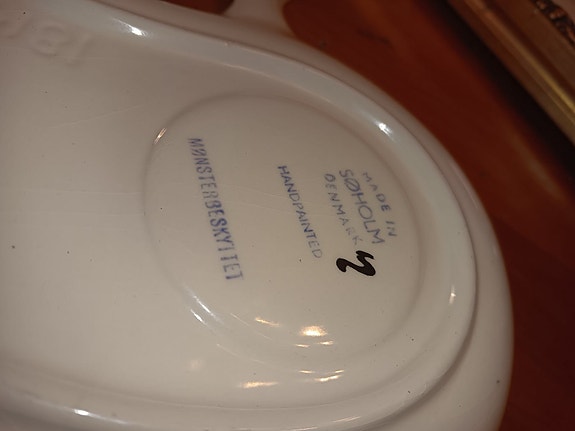 MADE IN
SØHOLM
DENMARK
HANDPAINTED
MØNSTERBESKYTTET